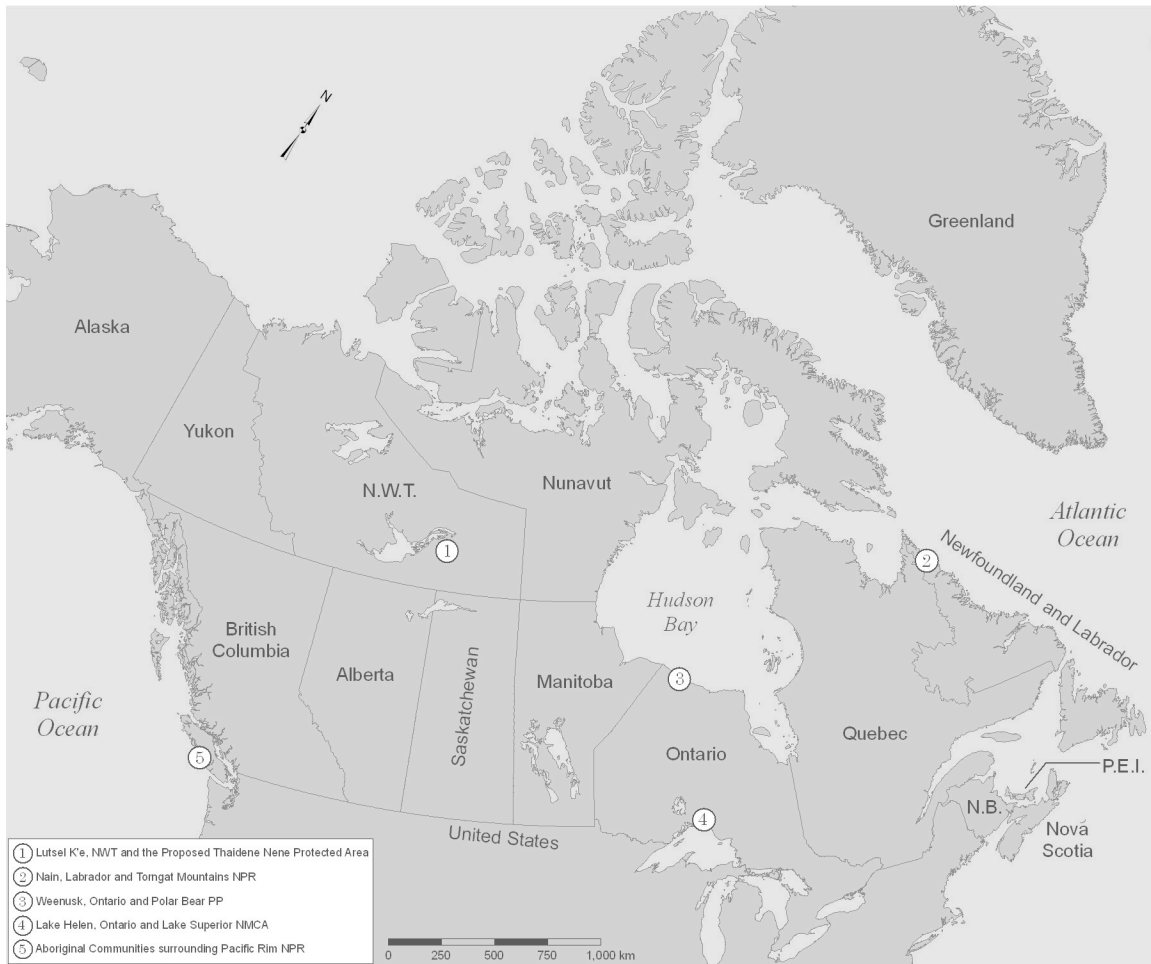 N
Greenland
Alaska
Yukon
N.W.T.
Nunavut
Atlantic
Ocean
1
2
Newfoundland and Labrador
Hudson
Bay
British
Columbia
Alberta
Saskatchewan
Manitoba
3
Pacific
Ocean
5
Ontario
Quebec
P.E.I.
N.B.
4
Nova
Scotia
United States
1 Lutsel K'e, NWT and the Proposed Thaidene Nene Protected Area
2 Nain, Labrador and Torngat Mountains NPR
3 Weenusk, Ontario and Polar Bear PP
4 Lake Helen, Ontario and Lake Superior NMCA
5 Aboriginal Communities surrounding Pacific Rim NPR
0 250 500 750 1,000 km